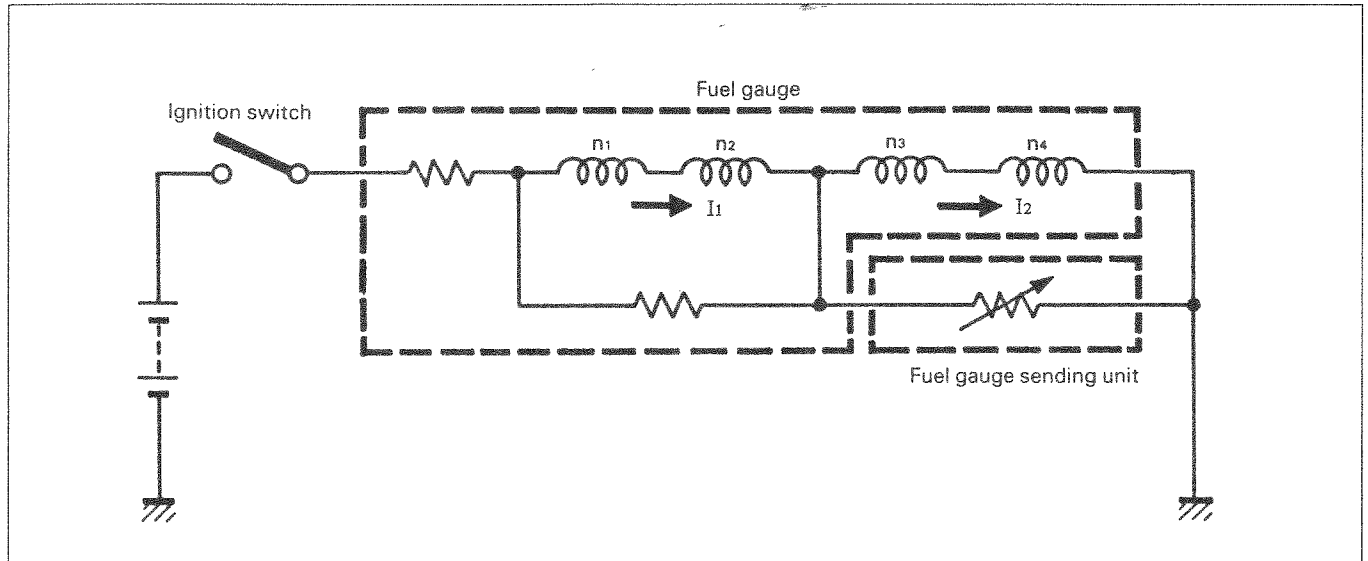 Fuel gauge
Ignition switch
n1
n2
n3
n4
I1
I2
Fuel gauge sending unit